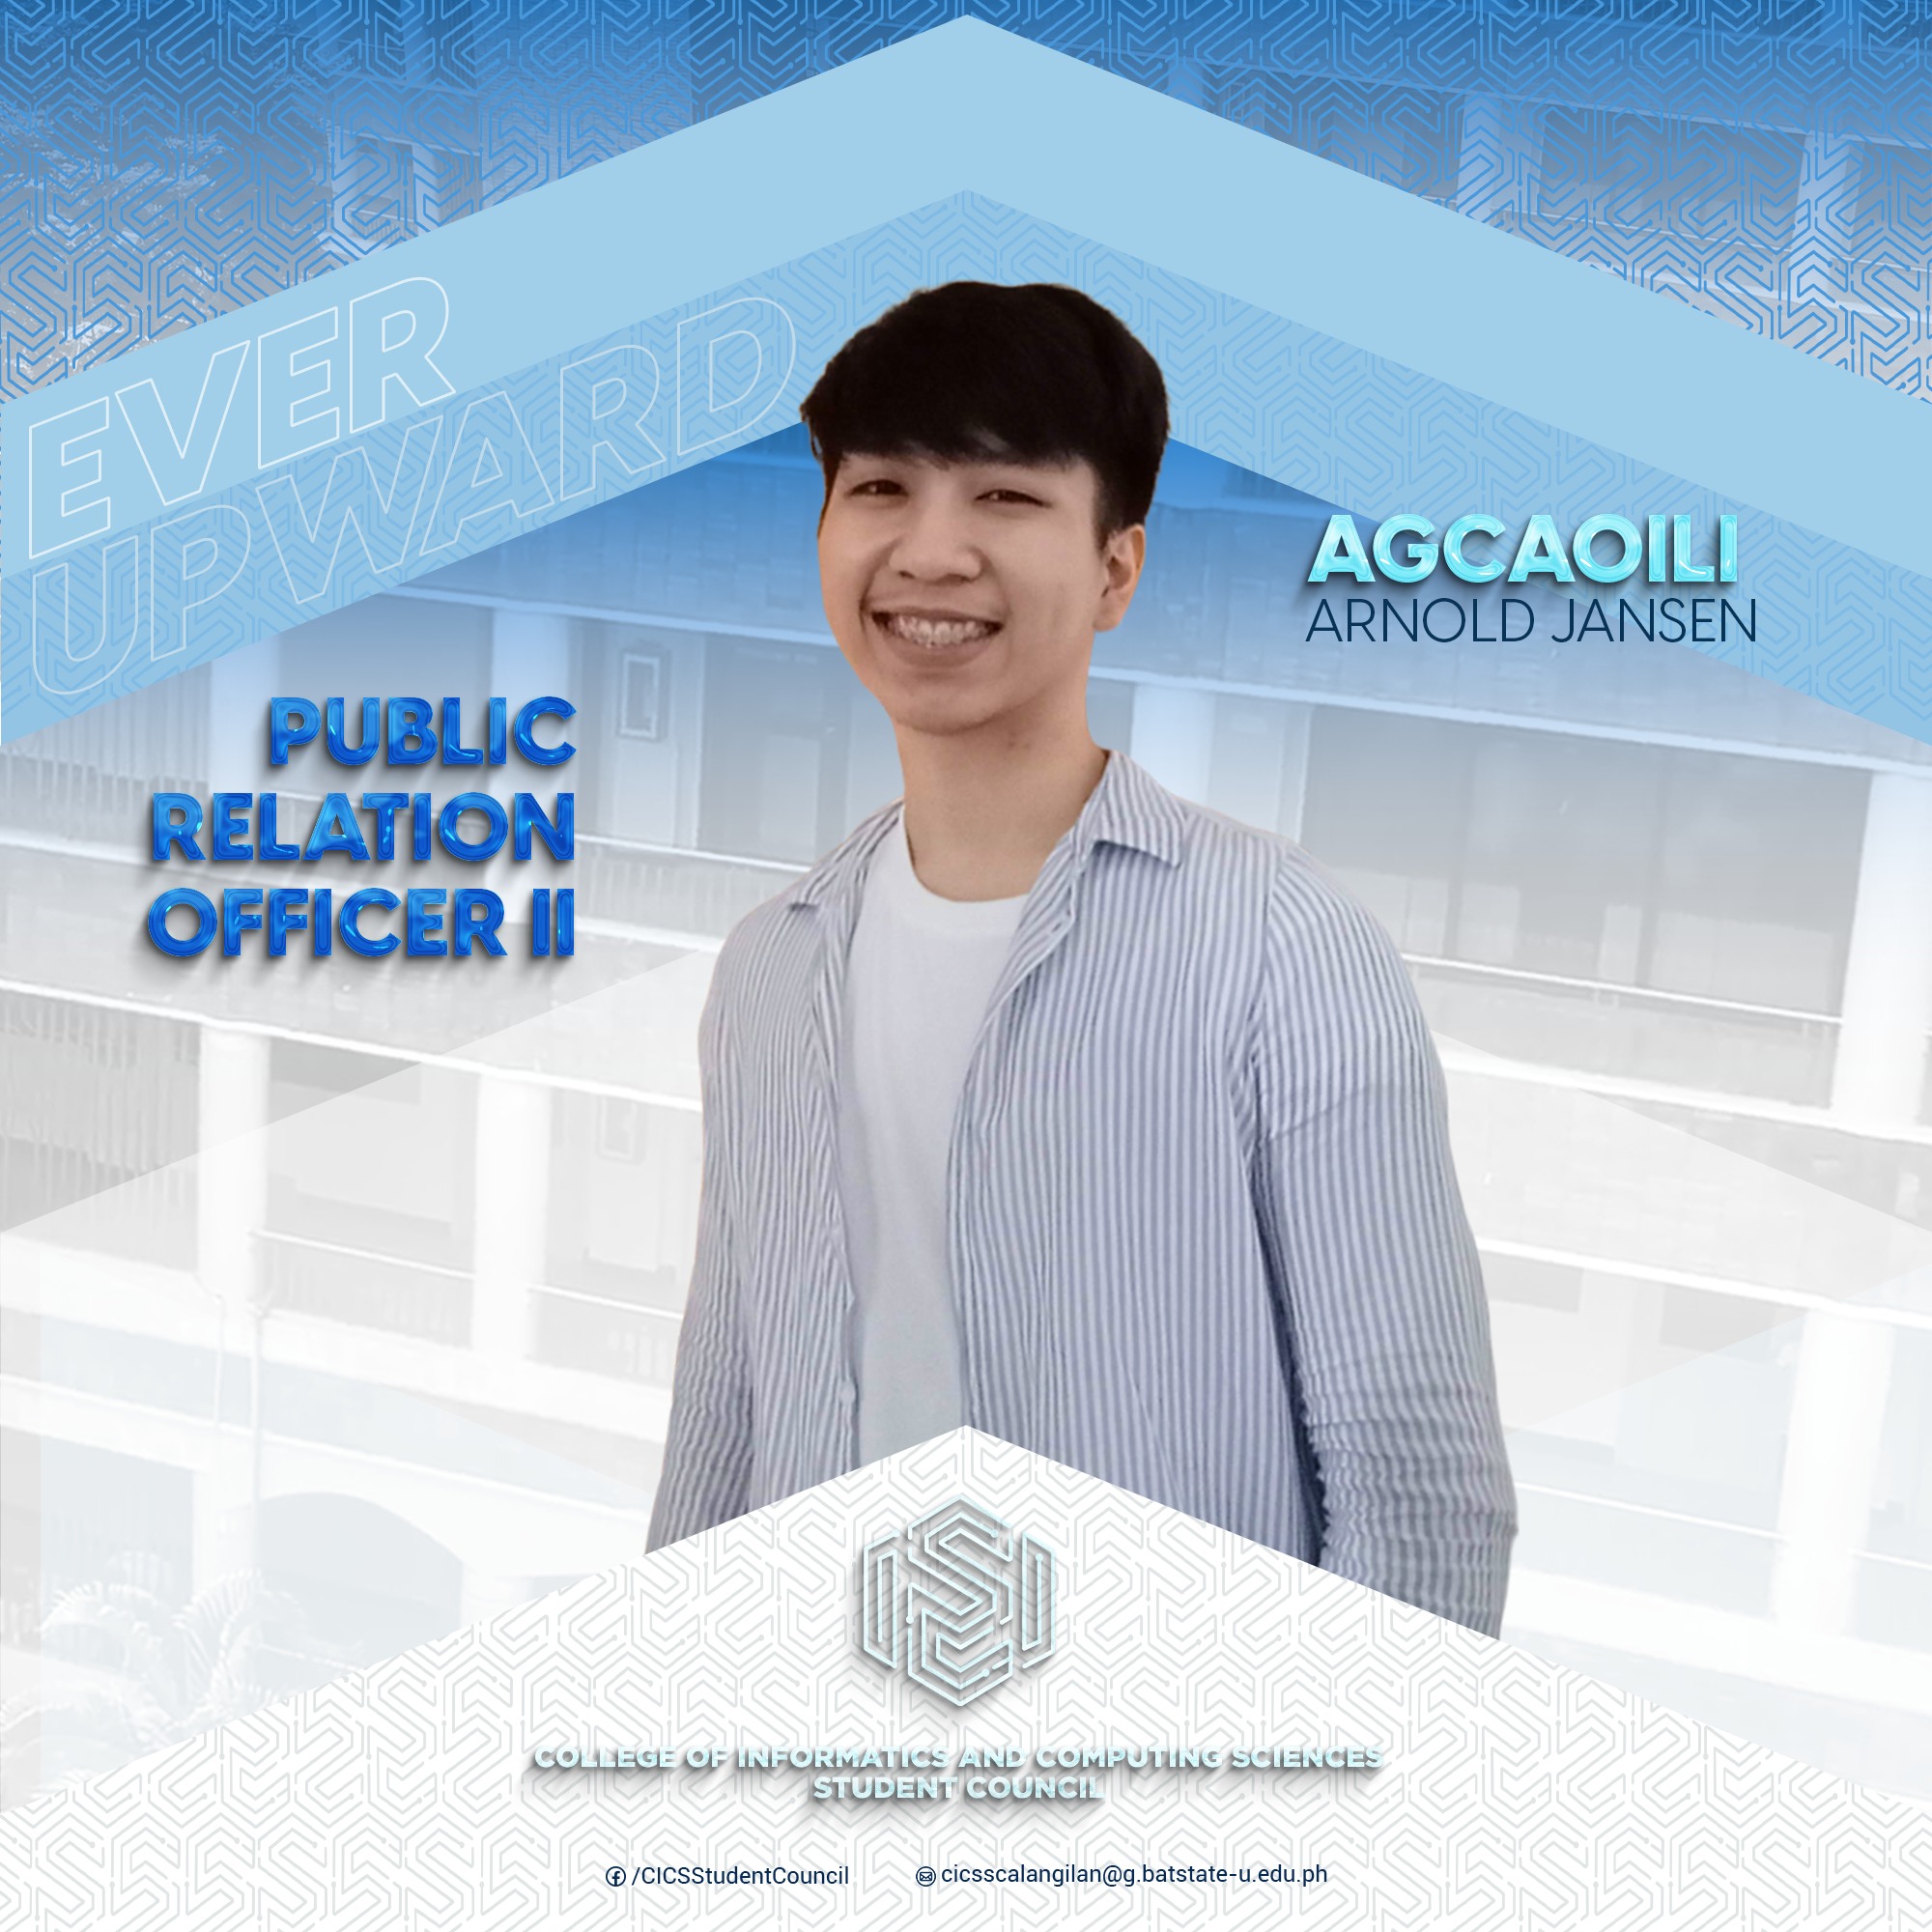 EVER
UPWARD
AGCAOILI
ARNOLD JANSEN
PUBLIC
RELATION
OFFICER II
COLLEGE OF INFORMATICS AND COMPUTING SCIENCES
STUDENT COUNCIL
/CICSStudentCouncil
cicsscalangilan@g.batstate-u.edu.ph